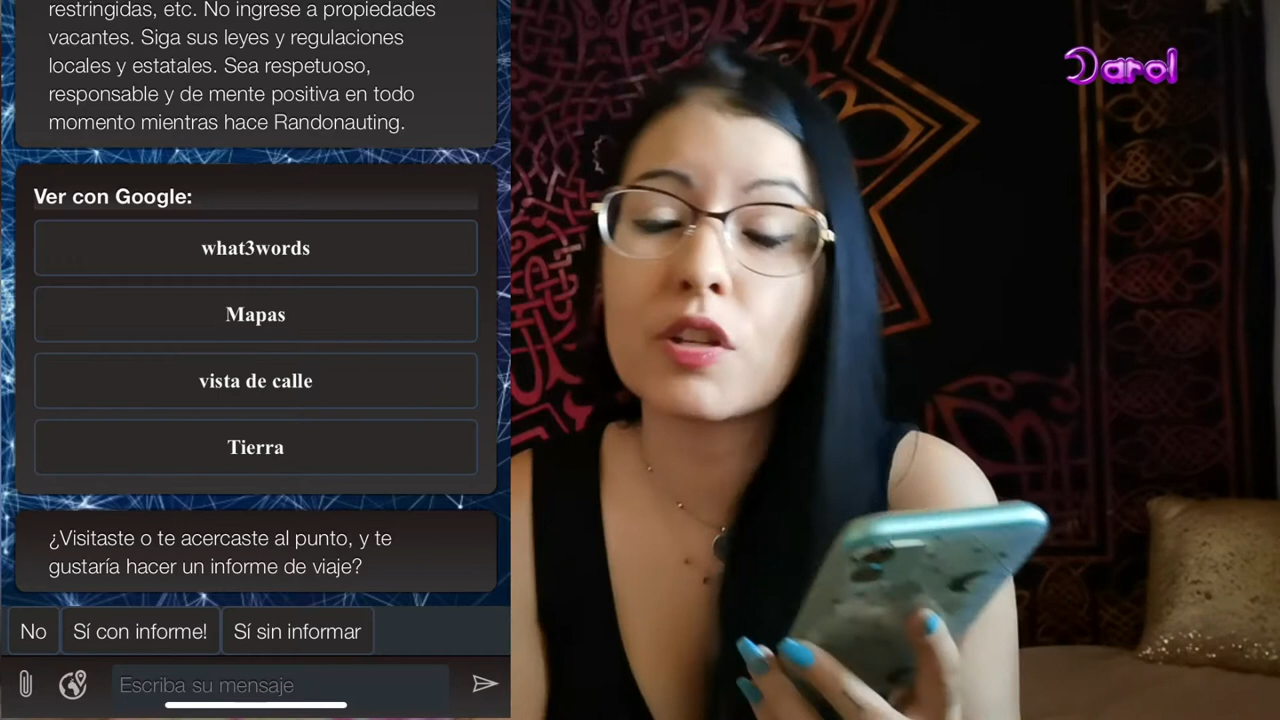 restringidas, etc. No ingrese a propiedades
vacantes. Siga sus leyes y regulaciones
locales y estatales. Sea respetuoso,
responsable y de mente positiva en todo
momento mientras hace Randonauting.
Ver con Google:
what3words
Mapas
vista de calle
Tierra
¿Visitaste o te acercaste al punto, y te
gustaría hacer un informe de viaje?
No
Sí con informe!
Sí sin informar
Escriba su mensaje
Carol